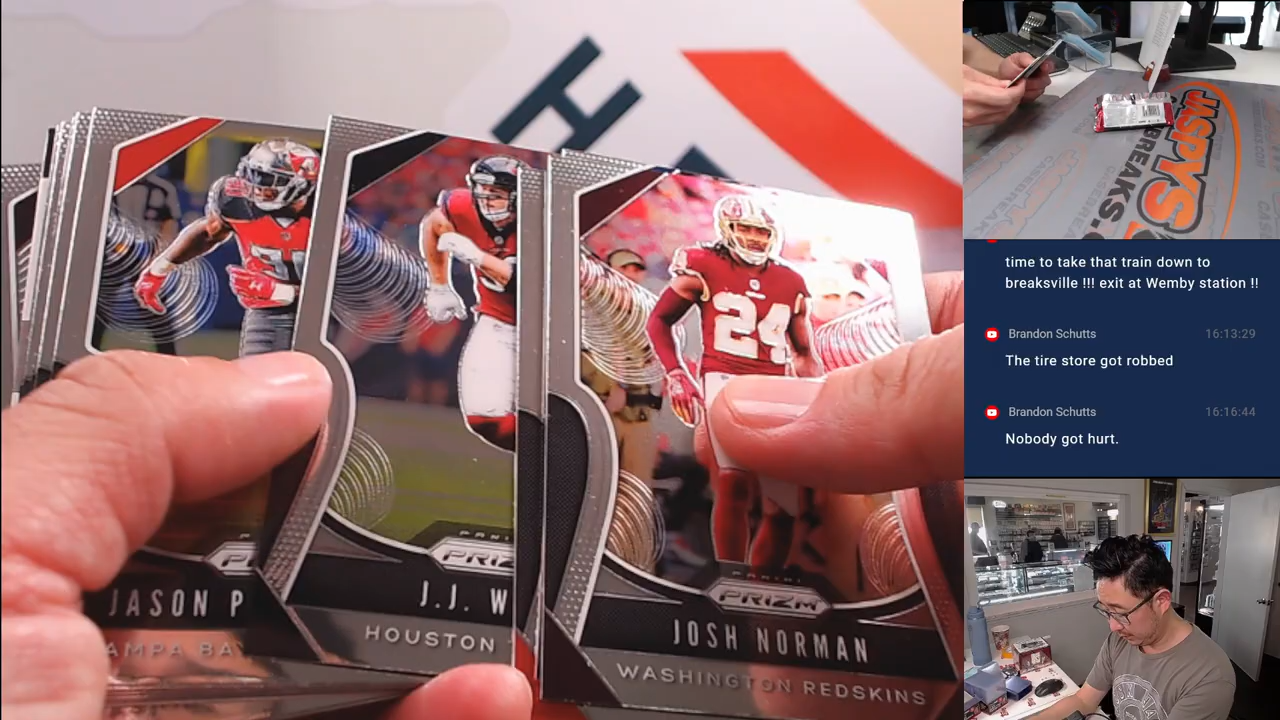 H
JASON P
AMPA BA
PANINI
PRIZM
J.J. W
HOUSTON
PANINI
PRIZM
JOSH NORMAN
WASHINGTON REDSKINS
JASPYS
BREAKS.
time to take that train down to
breaksville !!! exit at Wemby station !!
Brandon Schutts 16:13:29
The tire store got robbed
Brandon Schutts 16:16:44
Nobody got hurt.